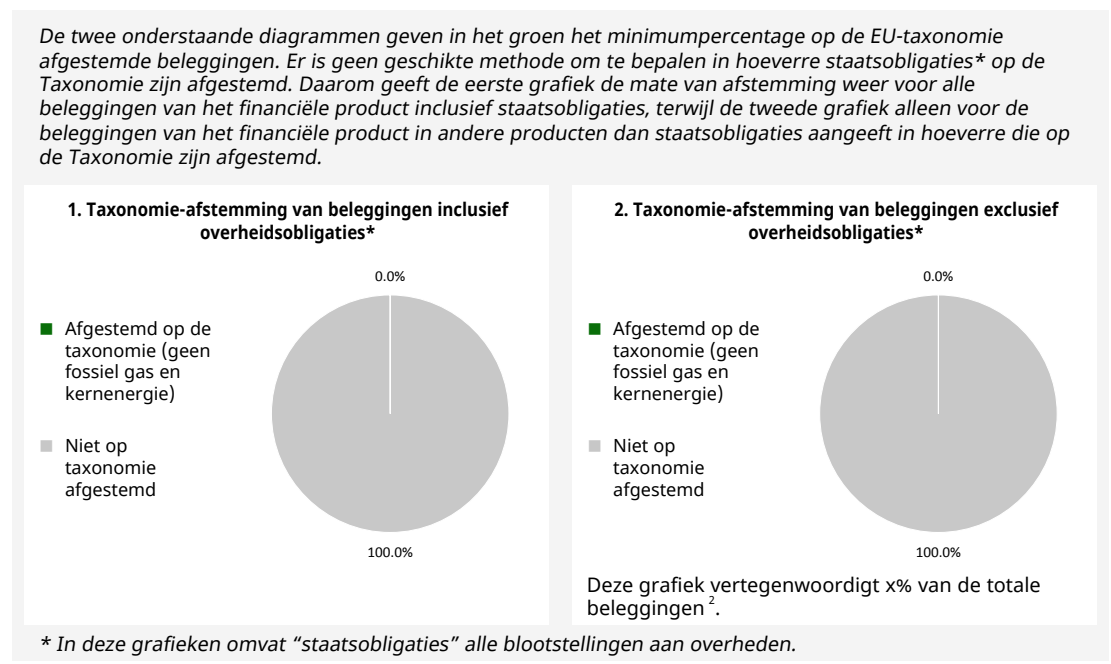 De twee onderstaande diagrammen geven in het groen het minimumpercentage op de EU-taxonomie
afgestemde beleggingen. Er is geen geschikte methode om te bepalen in hoeverre staatsobligaties* op de
Taxonomie zijn afgestemd. Daarom geeft de eerste grafiek de mate van afstemming weer voor alle
beleggingen van het financiële product inclusief staatsobligaties, terwijl de tweede grafiek alleen voor de
beleggingen van het financiële product in andere producten dan staatsobligaties aangeeft in hoeverre die op
de Taxonomie zijn afgestemd.
1. Taxonomie-afstemming van beleggingen inclusief
overheidsobligaties*
0.0%
Afgestemd op de
taxonomie (geen
fossiel gas en
kernenergie)
Niet op
taxonomie
afgestemd
100.0%
2. Taxonomie-afstemming van beleggingen exclusief
overheidsobligaties*
0.0%
Afgestemd op de
taxonomie (geen
fossiel gas en
kernenergie)
Niet op
taxonomie
afgestemd
100.0%
Deze grafiek vertegenwoordigt x% van de totale
beleggingen ².
* In deze grafieken omvat “staatsobligaties” alle blootstellingen aan overheden.